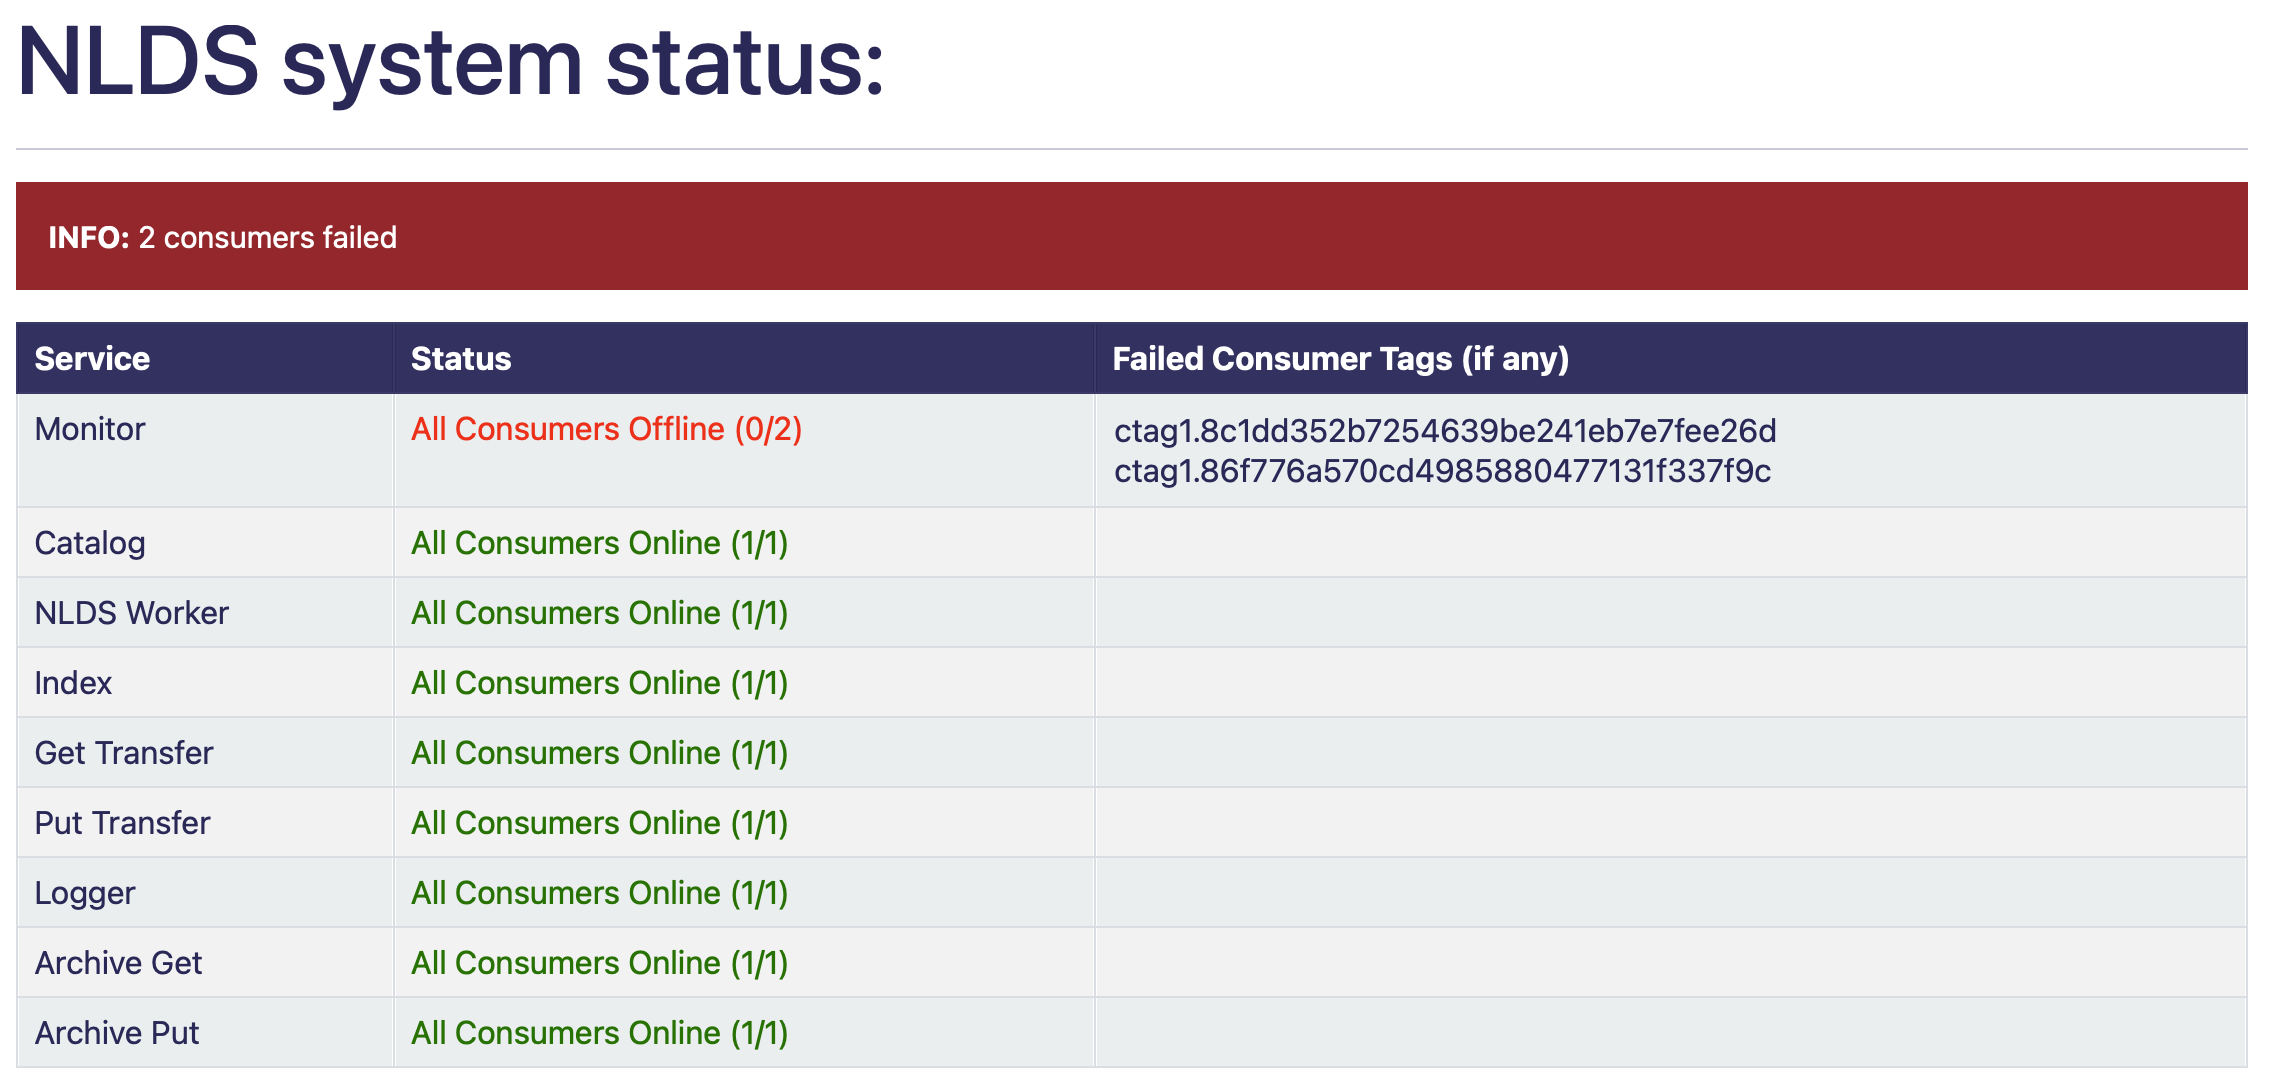 NLDS system status:
INFO: 2 consumers failed
Service Status Failed Consumer Tags (if any)
Monitor All Consumers Offline (0/2) ctag1.8c1dd352b7254639be241eb7e7fee26d
ctag1.86f776a570cd4985880477131f337f9c
Catalog All Consumers Online (1/1)
NLDS Worker All Consumers Online (1/1)
Index All Consumers Online (1/1)
Get Transfer All Consumers Online (1/1)
Put Transfer All Consumers Online (1/1)
Logger All Consumers Online (1/1)
Archive Get All Consumers Online (1/1)
Archive Put All Consumers Online (1/1)